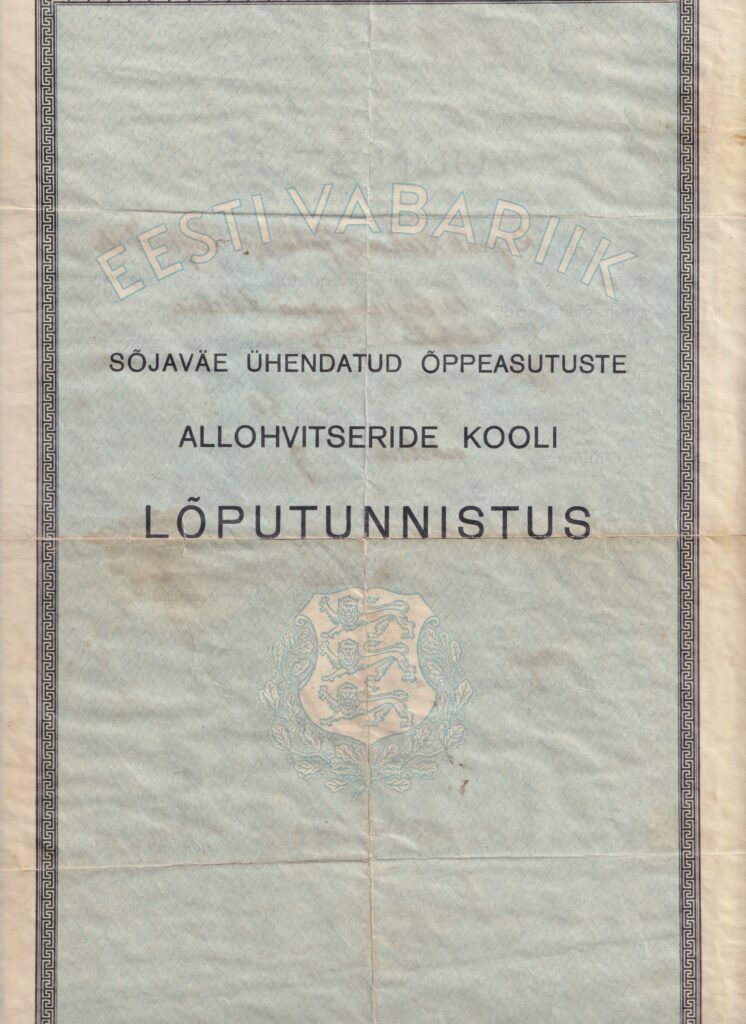 EESTI VABARIIK
SÕJAVÄE ÜHENDATUD ÕPPEASUTUSTE
ALLOHVITSERIDE KOOLI
LÕPUTUNNISTUS